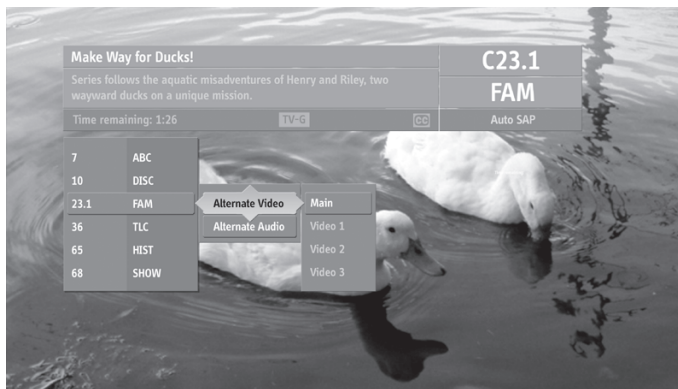 Make Way for Ducks!
Series follows the aquatic misadventures of Henry and Riley, two
wayward ducks on a unique mission.
Time remaining: 1:26 TV-G CC
C23.1
FAM
Auto SAP
7 ABC
10 DISC
23.1 FAM Alternate Video Main
36 TLC Alternate Audio Video 1
65 HIST Video 2
68 SHOW Video 3